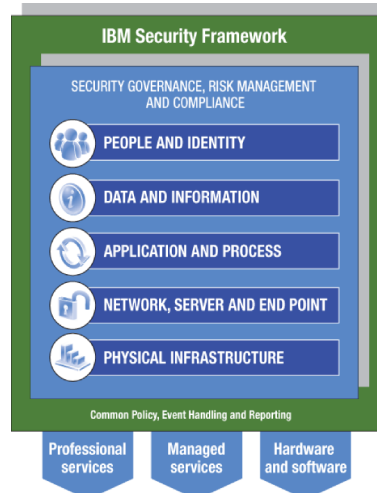 IBM Security Framework
SECURITY GOVERNANCE, RISK MANAGEMENT
AND COMPLIANCE
PEOPLE AND IDENTITY
DATA AND INFORMATION
APPLICATION AND PROCESS
NETWORK, SERVER AND END POINT
PHYSICAL INFRASTRUCTURE
Common Policy, Event Handling and Reporting
Professional
services
Managed
services
Hardware
and software